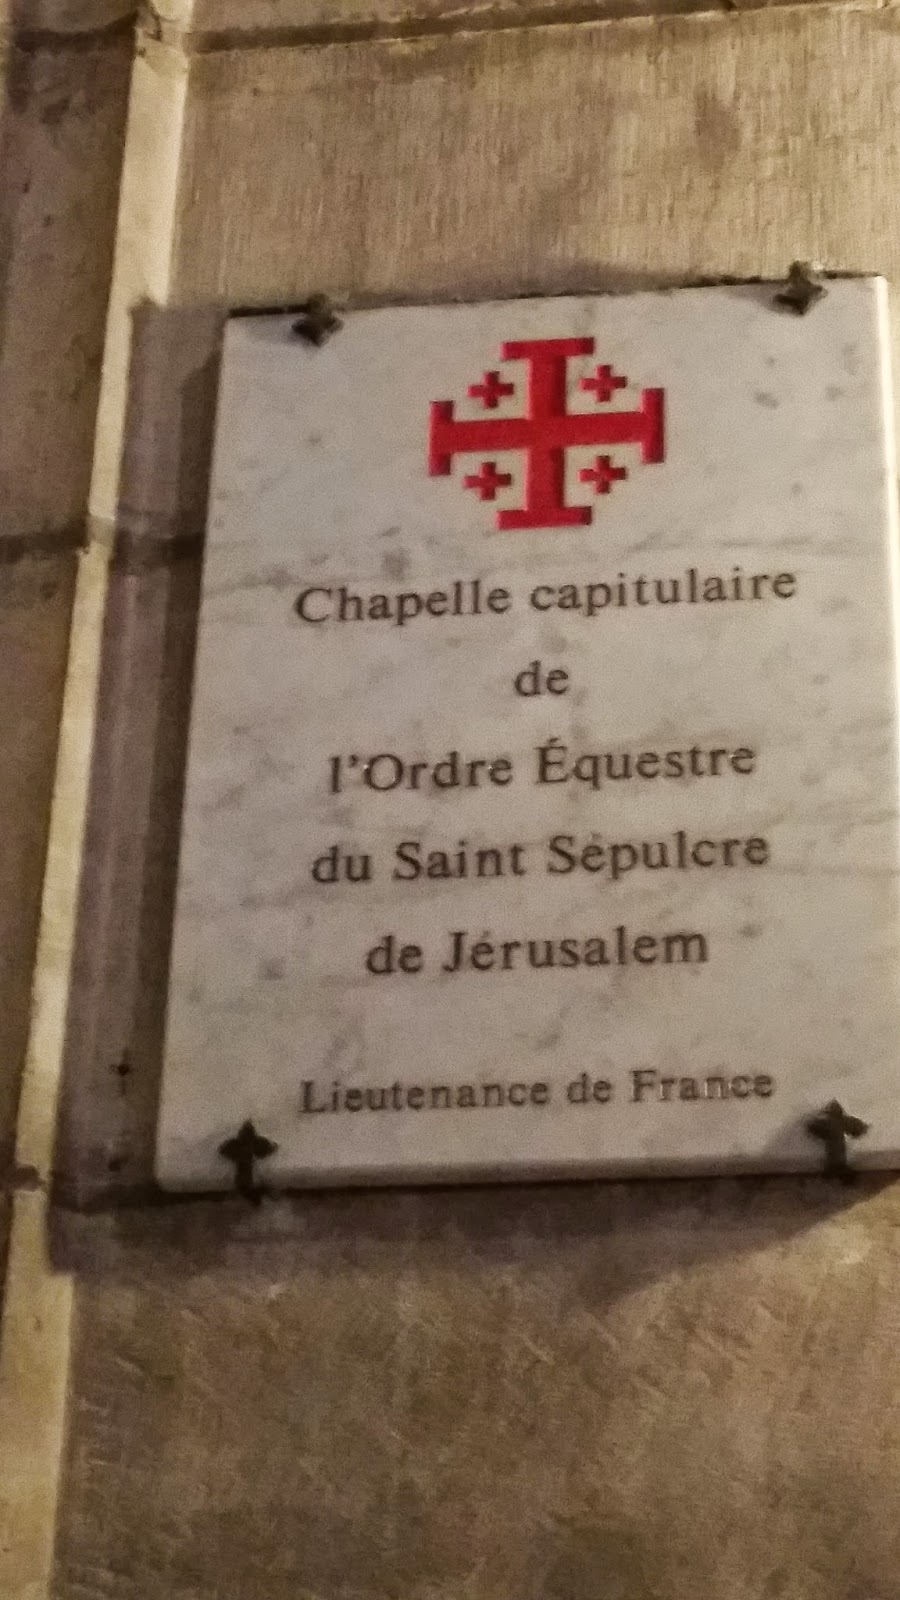 Chapelle capitulaire
de
l'Ordre Équestre
du Saint Sépulcre
de Jérusalem
Lieutenance de France